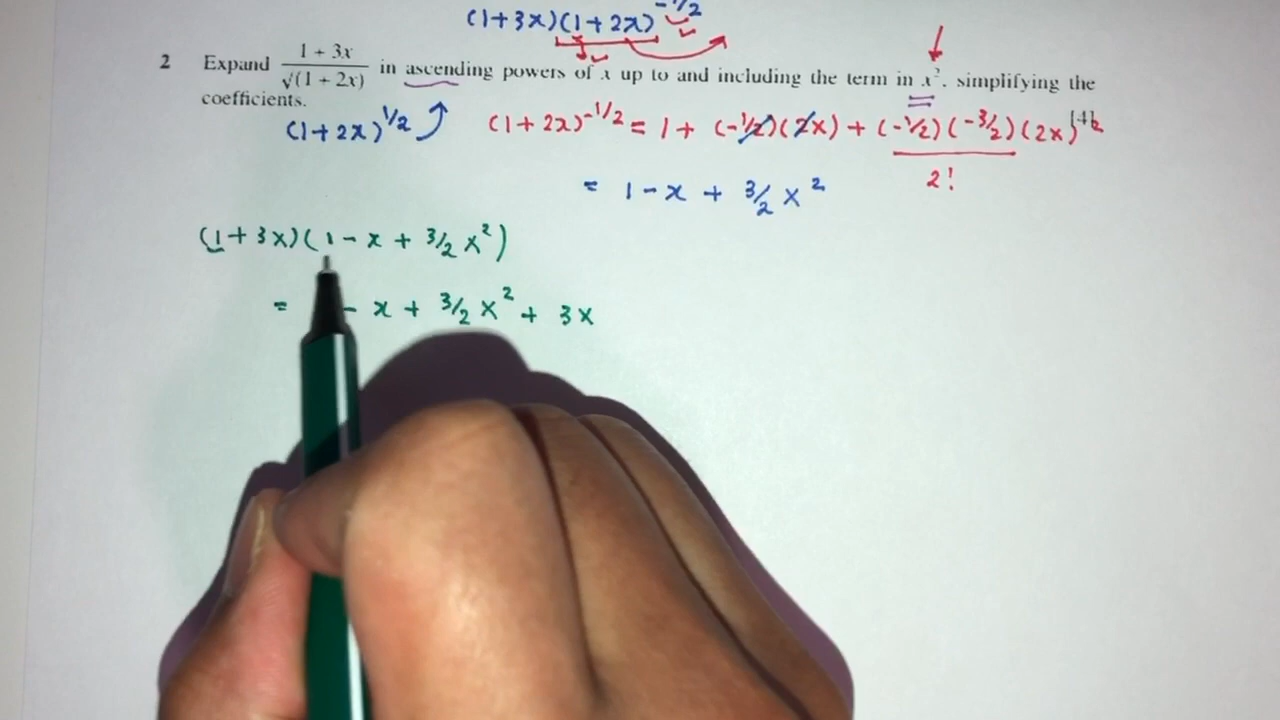 (1+3x)(1+2x)^-1/2
2 Expand (1 + 3x)/(√(1 + 2x)) in ascending powers of x up to and including the term in x², simplifying the
coefficients. [4]
(1+2x)^1/2 (1+2x)^-1/2 = 1 + (-1/2)(2x) + (-1/2)(-3/2)(2x)²
2!
= 1 - x + 3/2 x²
(1+3x)(1 - x + 3/2 x²)
= - x + 3/2 x² + 3x